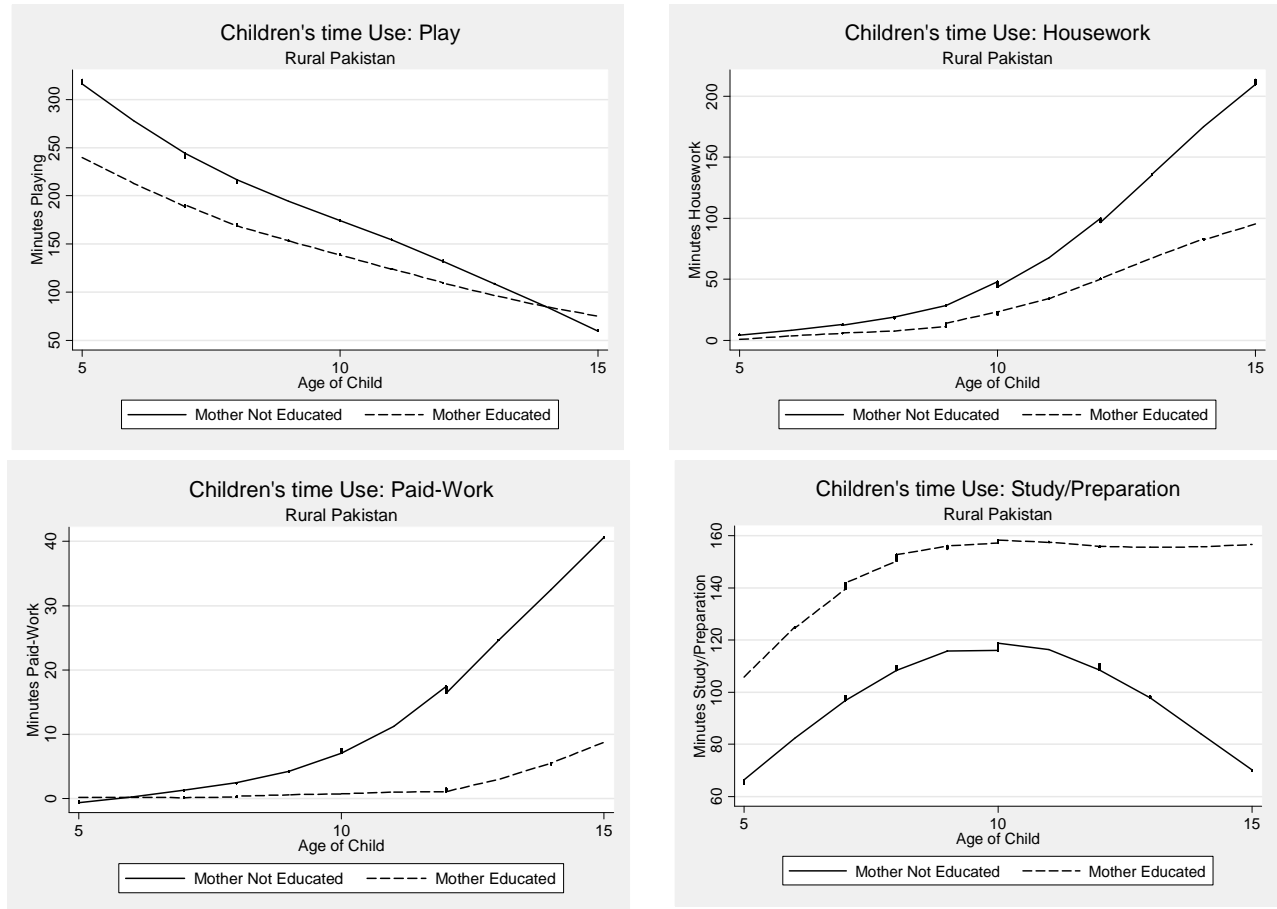 Children's time Use: Play
Rural Pakistan
Minutes Playing
300
250
200
150
100
50
5 10 15
Age of Child
Mother Not Educated Mother Educated
Children's time Use: Housework
Rural Pakistan
Minutes Housework
200
150
100
50
0
5 10 15
Age of Child
Mother Not Educated Mother Educated
Children's time Use: Paid-Work
Rural Pakistan
Minutes Paid-Work
40
30
20
10
0
5 10 15
Age of Child
Mother Not Educated Mother Educated
Children's time Use: Study/Preparation
Rural Pakistan
Minutes Study/Preparation
160
140
120
100
80
60
5 10 15
Age of Child
Mother Not Educated Mother Educated